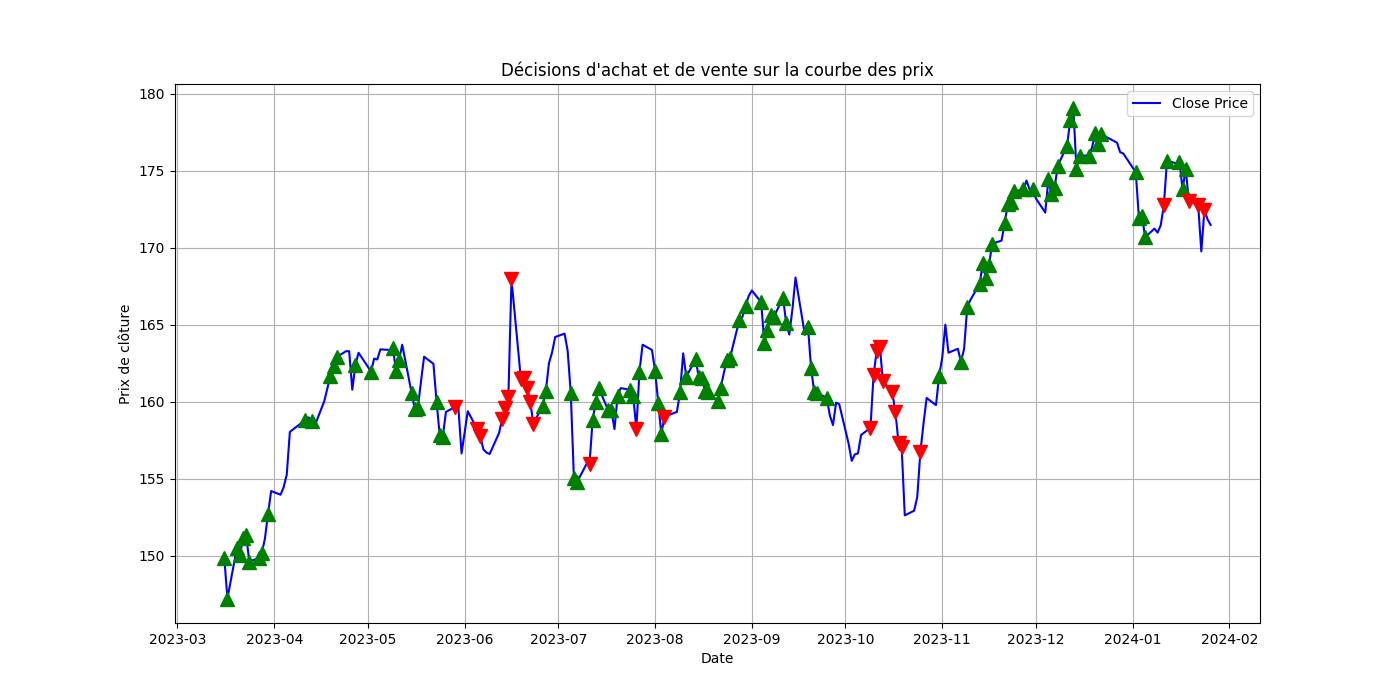 Décisions d'achat et de vente sur la courbe des prix
Close Price
Prix de clôture
180
175
170
165
160
155
150
2023-03 2023-04 2023-05 2023-06 2023-07 2023-08 2023-09 2023-10 2023-11 2023-12 2024-01 2024-02
Date